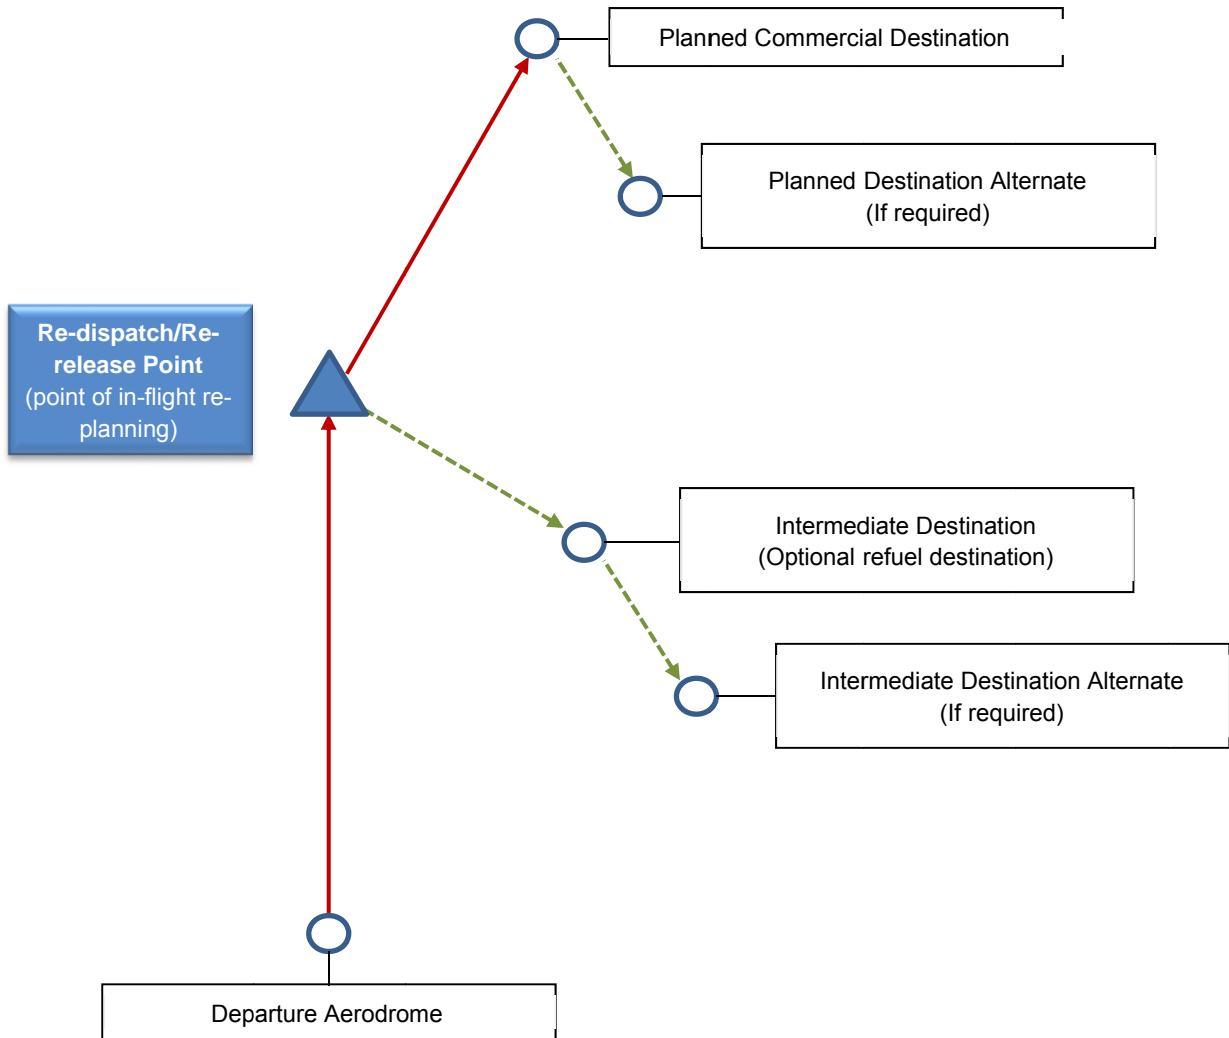 Planned Commercial Destination
Planned Destination Alternate
(If required)
Re-dispatch/Re-
release Point
(point of in-flight re-
planning)
Intermediate Destination
(Optional refuel destination)
Intermediate Destination Alternate
(If required)
Departure Aerodrome